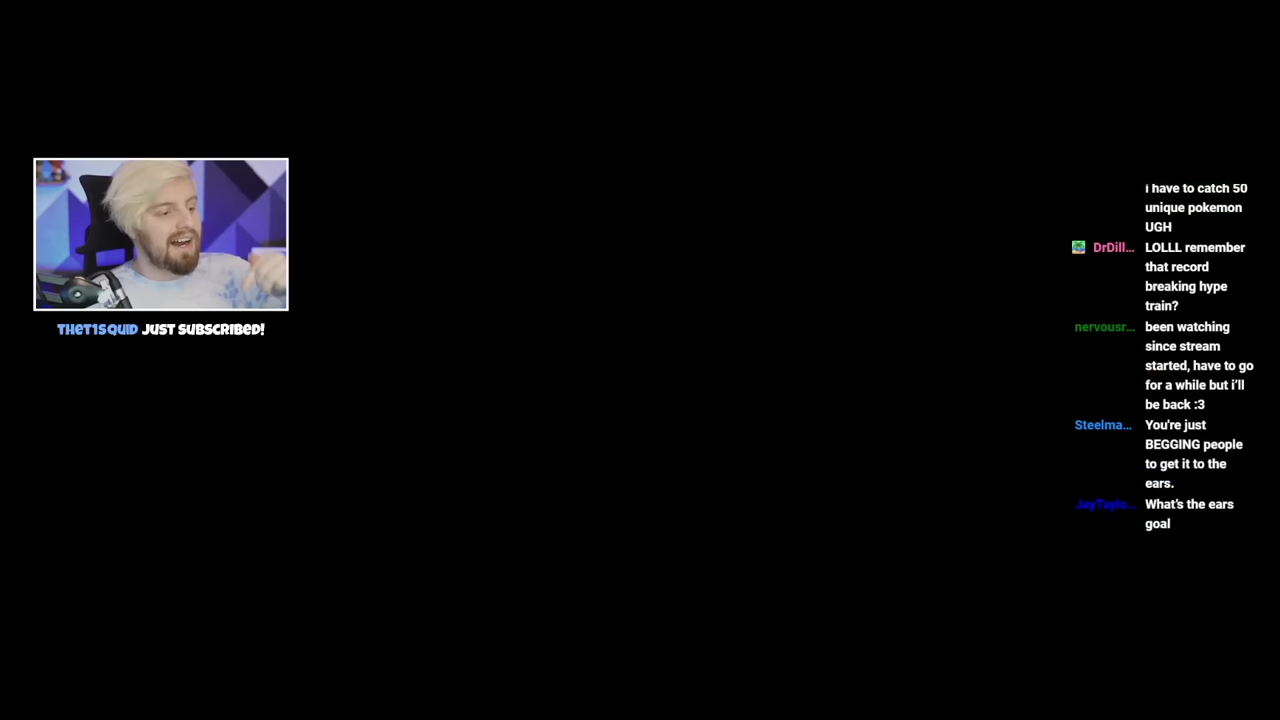 THET1SQUID JUST SUBSCRIBED!
i have to catch 50
unique pokemon
UGH
DrDill… LOLLL remember
that record
breaking hype
train?
nervousr… been watching
since stream
started, have to go
for a while but i'll
be back :3
Steelma… You're just
BEGGING people
to get it to the
ears.
JayTaylo… What's the ears
goal